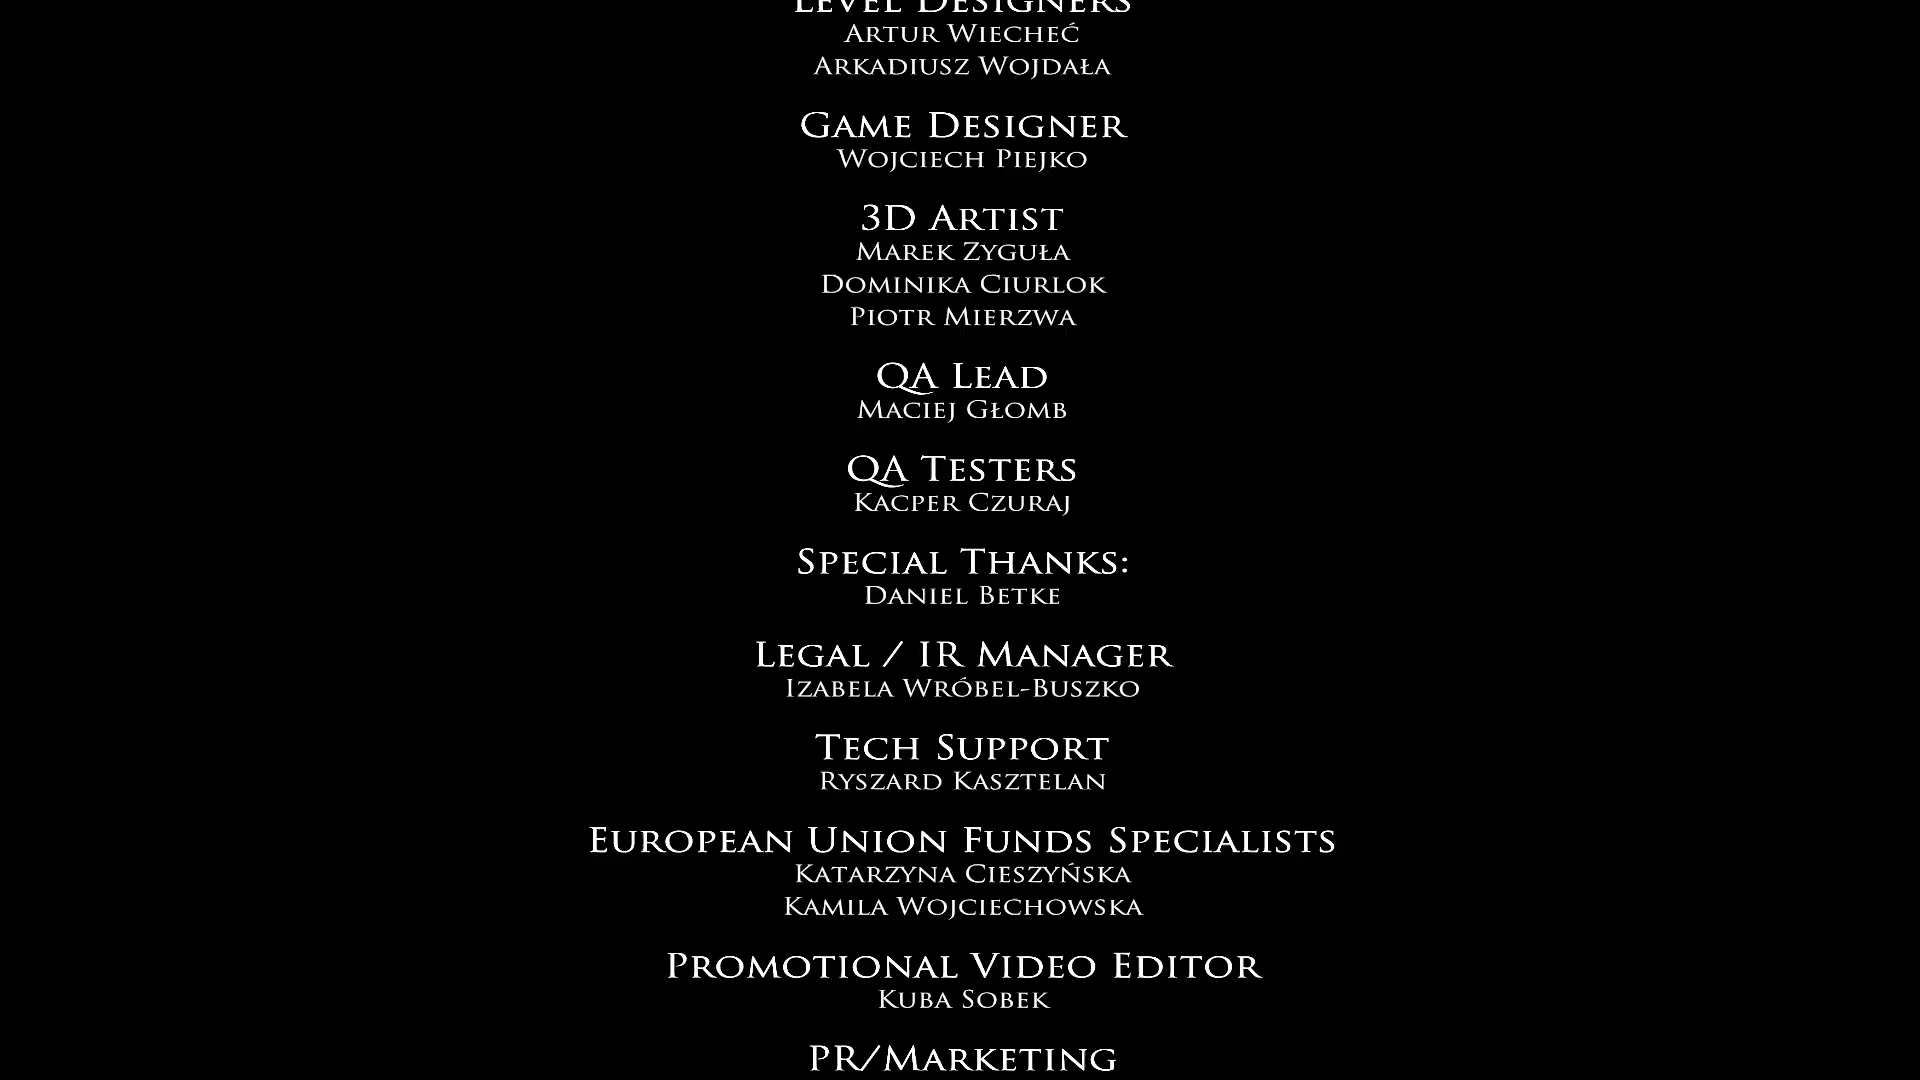 Level Designers
Artur Wiecheć
Arkadiusz Wojdała
Game Designer
Wojciech Piejko
3D Artist
Marek Zyguła
Dominika Ciurlok
Piotr Mierzwa
QA Lead
Maciej Głomb
QA Testers
Kacper Czuraj
Special Thanks:
Daniel Betke
Legal / IR Manager
Izabela Wróbel-Buszko
Tech Support
Ryszard Kasztelan
European Union Funds Specialists
Katarzyna Cieszyńska
Kamila Wojciechowska
Promotional Video Editor
Kuba Sobek
PR/Marketing